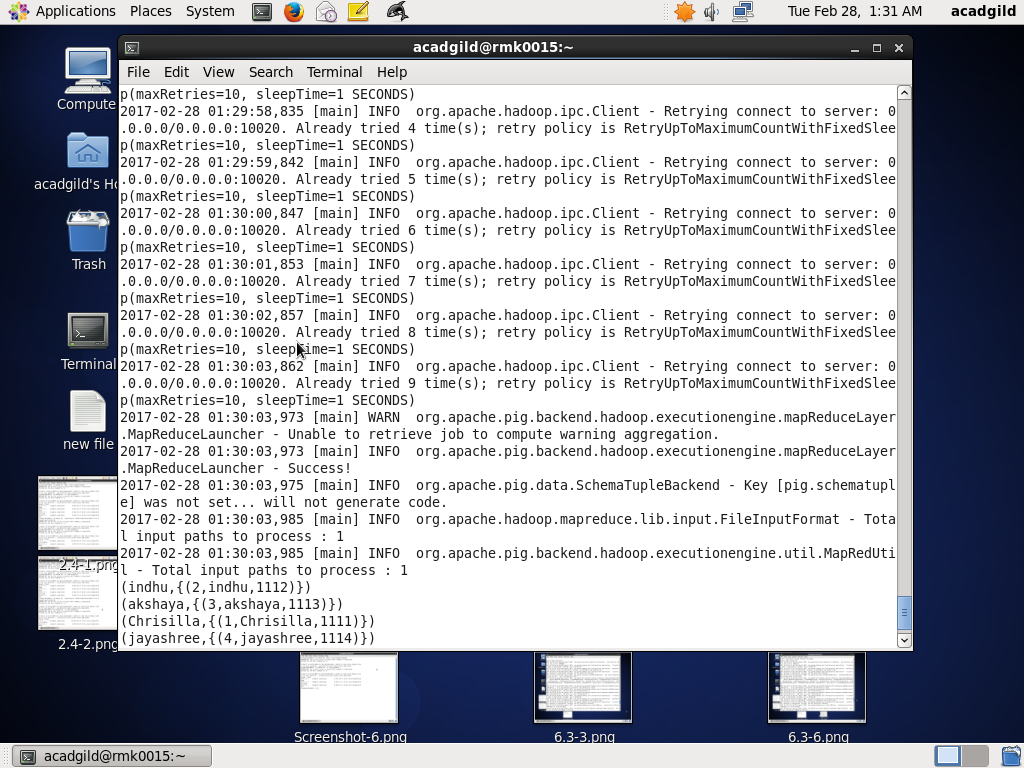 Applications Places System Tue Feb 28, 1:31 AM acadgild
acadgild@rmk0015:~
File Edit View Search Terminal Help
p(maxRetries=10, sleepTime=1 SECONDS)
2017-02-28 01:29:58,835 [main] INFO  org.apache.hadoop.ipc.Client - Retrying connect to server: 0
.0.0.0/0.0.0.0:10020. Already tried 4 time(s); retry policy is RetryUpToMaximumCountWithFixedSlee
p(maxRetries=10, sleepTime=1 SECONDS)
2017-02-28 01:29:59,842 [main] INFO  org.apache.hadoop.ipc.Client - Retrying connect to server: 0
.0.0.0/0.0.0.0:10020. Already tried 5 time(s); retry policy is RetryUpToMaximumCountWithFixedSlee
p(maxRetries=10, sleepTime=1 SECONDS)
2017-02-28 01:30:00,847 [main] INFO  org.apache.hadoop.ipc.Client - Retrying connect to server: 0
.0.0.0/0.0.0.0:10020. Already tried 6 time(s); retry policy is RetryUpToMaximumCountWithFixedSlee
p(maxRetries=10, sleepTime=1 SECONDS)
2017-02-28 01:30:01,853 [main] INFO  org.apache.hadoop.ipc.Client - Retrying connect to server: 0
.0.0.0/0.0.0.0:10020. Already tried 7 time(s); retry policy is RetryUpToMaximumCountWithFixedSlee
p(maxRetries=10, sleepTime=1 SECONDS)
2017-02-28 01:30:02,857 [main] INFO  org.apache.hadoop.ipc.Client - Retrying connect to server: 0
.0.0.0/0.0.0.0:10020. Already tried 8 time(s); retry policy is RetryUpToMaximumCountWithFixedSlee
p(maxRetries=10, sleepTime=1 SECONDS)
2017-02-28 01:30:03,862 [main] INFO  org.apache.hadoop.ipc.Client - Retrying connect to server: 0
.0.0.0/0.0.0.0:10020. Already tried 9 time(s); retry policy is RetryUpToMaximumCountWithFixedSlee
p(maxRetries=10, sleepTime=1 SECONDS)
2017-02-28 01:30:03,973 [main] WARN  org.apache.pig.backend.hadoop.executionengine.mapReduceLayer
.MapReduceLauncher - Unable to retrieve job to compute warning aggregation.
2017-02-28 01:30:03,973 [main] INFO  org.apache.pig.backend.hadoop.executionengine.mapReduceLayer
.MapReduceLauncher - Success!
2017-02-28 01:30:03,975 [main] INFO  org.apache.pig.data.SchemaTupleBackend - Key [pig.schematupl
e] was not set... will not generate code.
2017-02-28 01:30:03,985 [main] INFO  org.apache.hadoop.mapreduce.lib.input.FileInputFormat - Tota
l input paths to process : 1
2017-02-28 01:30:03,985 [main] INFO  org.apache.pig.backend.hadoop.executionengine.util.MapRedUti
l - Total input paths to process : 1
(indhu,{(2,indhu,1112)})
(akshaya,{(3,akshaya,1113)})
(Chrisilla,{(1,Chrisilla,1111)})
(jayashree,{(4,jayashree,1114)})
Compute
acadgild's Ho
Trash
Terminal
new file
2.4-1.png
2.4-2.png
Screenshot-6.png
6.3-3.png
6.3-6.png
acadgild@rmk0015:~